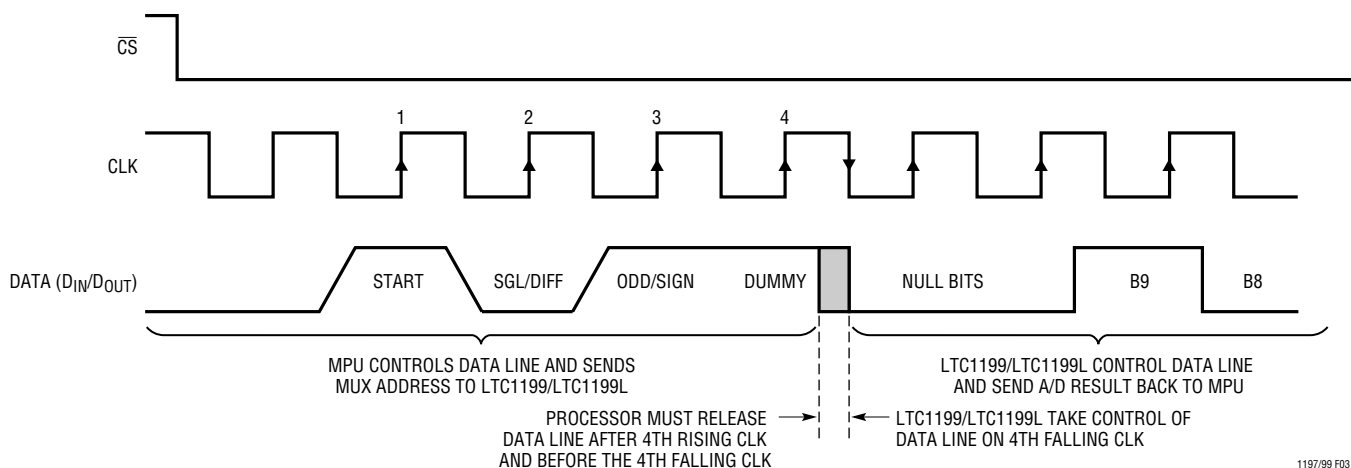 CS
1 2 3 4
CLK
DATA (DIN/DOUT)
START SGL/DIFF ODD/SIGN DUMMY NULL BITS B9 B8
MPU CONTROLS DATA LINE AND SENDS
MUX ADDRESS TO LTC1199/LTC1199L
LTC1199/LTC1199L CONTROL DATA LINE
AND SEND A/D RESULT BACK TO MPU
PROCESSOR MUST RELEASE
DATA LINE AFTER 4TH RISING CLK
AND BEFORE THE 4TH FALLING CLK
LTC1199/LTC1199L TAKE CONTROL OF
DATA LINE ON 4TH FALLING CLK
1197/99 F03